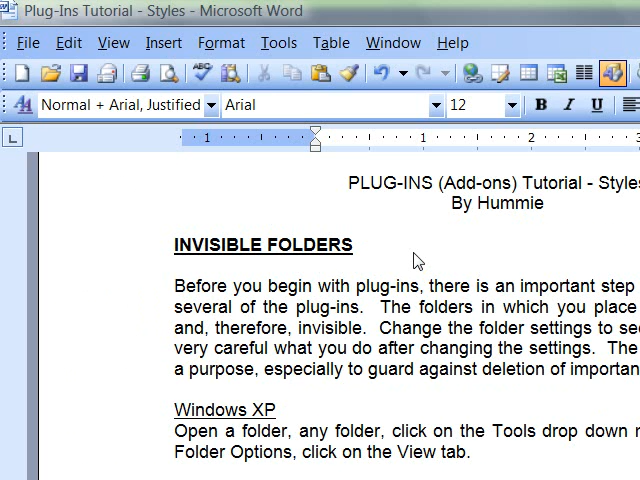 Plug-Ins Tutorial - Styles - Microsoft Word
File Edit View Insert Format Tools Table Window Help
Normal + Arial, Justified Arial 12 B I U
1 1 2
PLUG-INS (Add-ons) Tutorial - Styles
By Hummie
INVISIBLE FOLDERS
Before you begin with plug-ins, there is an important step
several of the plug-ins. The folders in which you place
and, therefore, invisible. Change the folder settings to see
very careful what you do after changing the settings. The
a purpose, especially to guard against deletion of importan
Windows XP
Open a folder, any folder, click on the Tools drop down
Folder Options, click on the View tab.